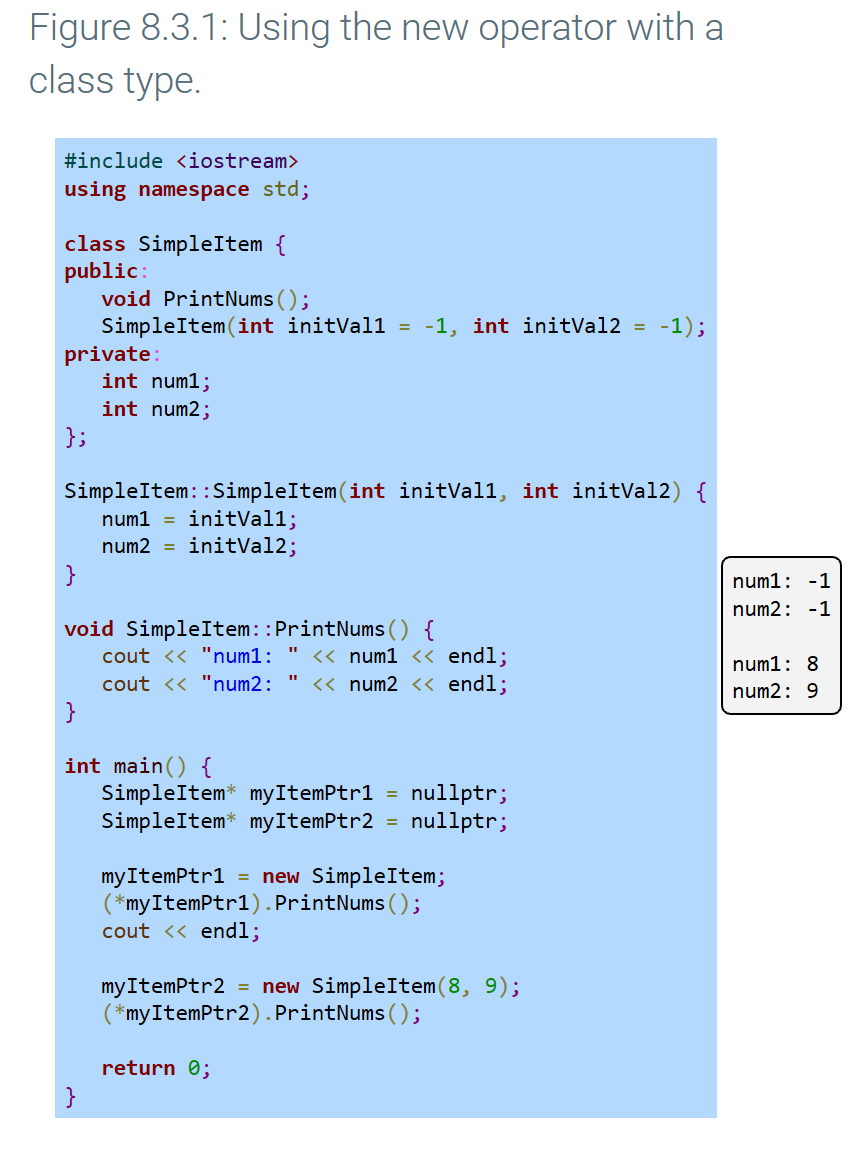 Figure 8.3.1: Using the new operator with a
class type.
#include <iostream>
using namespace std;

class SimpleItem {
public:
   void PrintNums();
   SimpleItem(int initVal1 = -1, int initVal2 = -1);
private:
   int num1;
   int num2;
};

SimpleItem::SimpleItem(int initVal1, int initVal2) {
   num1 = initVal1;
   num2 = initVal2;
}

void SimpleItem::PrintNums() {
   cout << "num1: " << num1 << endl;
   cout << "num2: " << num2 << endl;
}

int main() {
   SimpleItem* myItemPtr1 = nullptr;
   SimpleItem* myItemPtr2 = nullptr;

   myItemPtr1 = new SimpleItem;
   (*myItemPtr1).PrintNums();
   cout << endl;

   myItemPtr2 = new SimpleItem(8, 9);
   (*myItemPtr2).PrintNums();

   return 0;
}
num1: -1
num2: -1

num1: 8
num2: 9